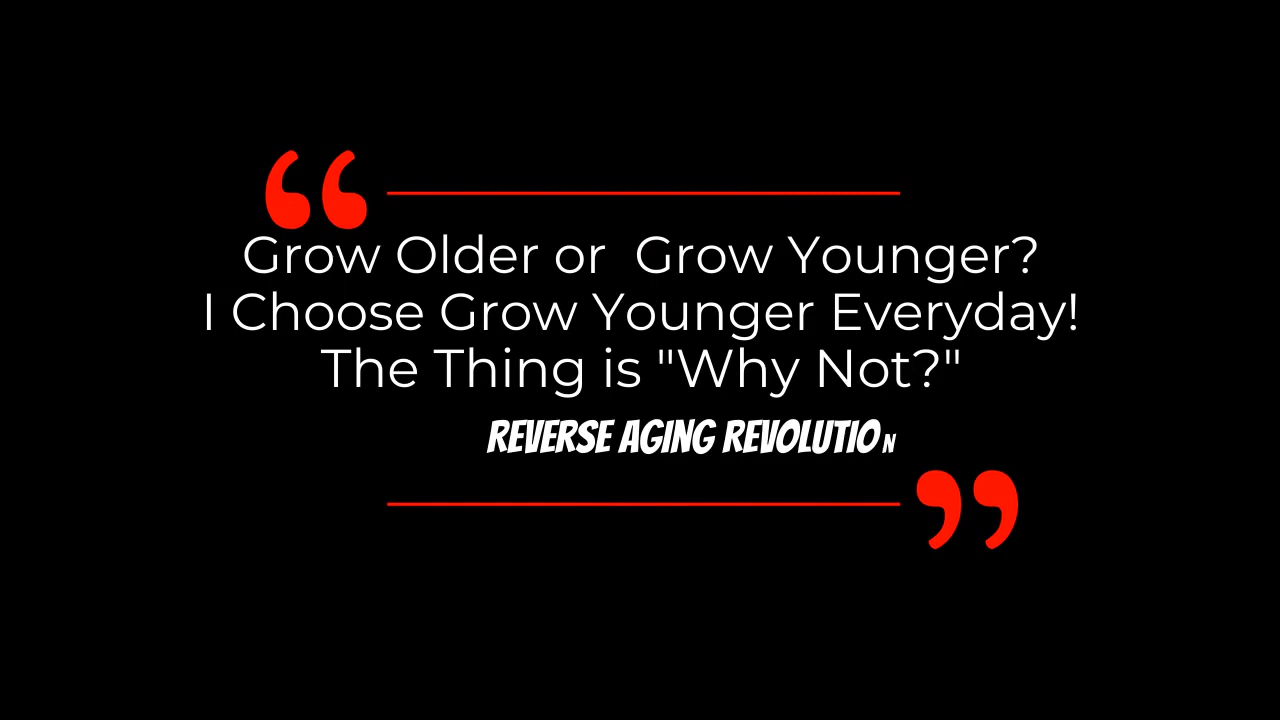 Grow Older or  Grow Younger?
I Choose Grow Younger Everyday!
The Thing is "Why Not?"
REVERSE AGING REVOLUTION